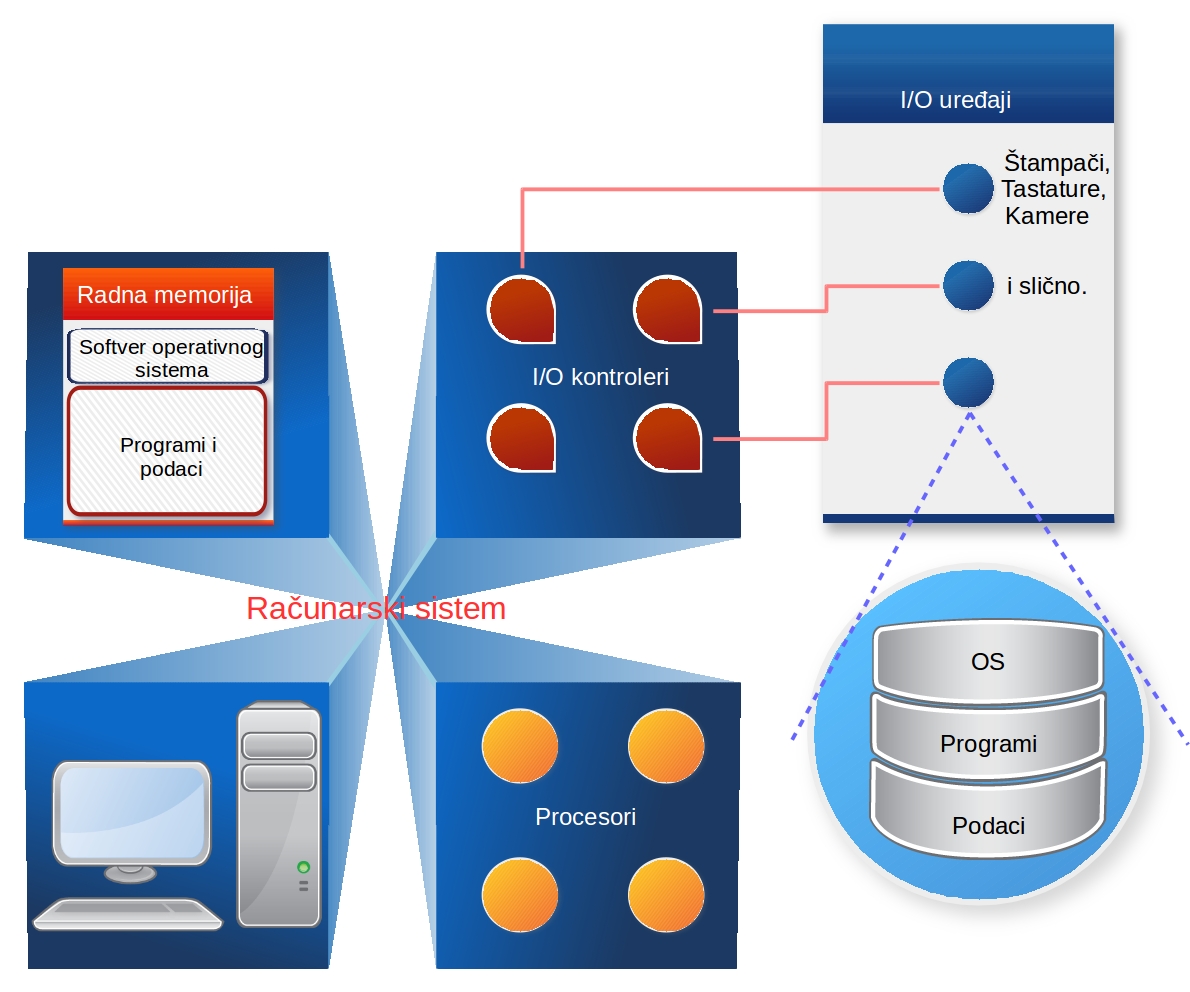 I/O uređaji
Štampači,
Tastature,
Kamere
i slično.
Radna memorija
Softver operativnog
sistema
Programi i
podaci
I/O kontroleri
Računarski sistem
Procesori
OS
Programi
Podaci